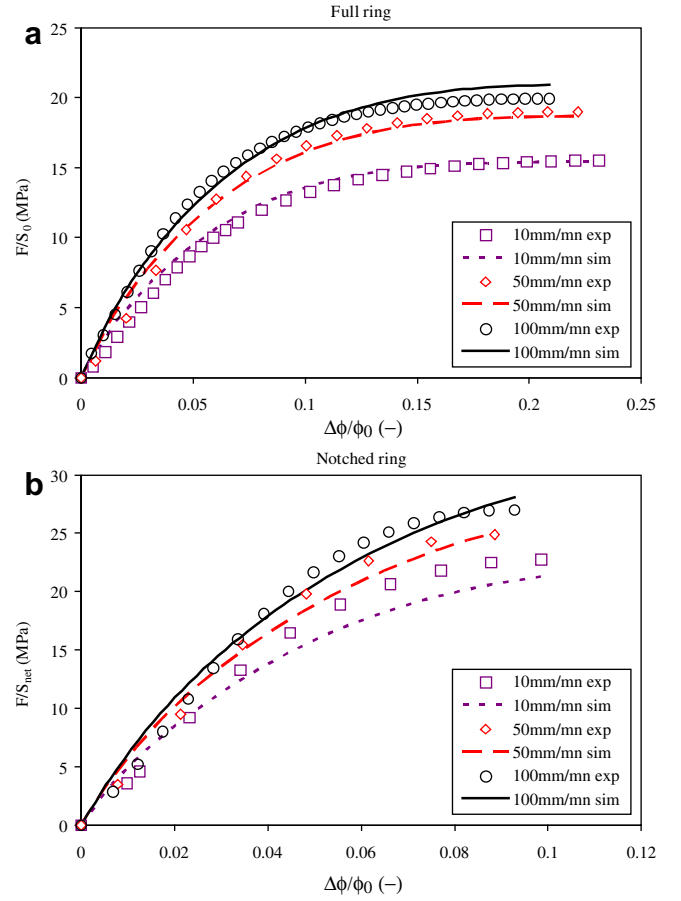 a
Full ring
25
20
15
10
5
0
F/S0 (MPa)
10mm/mn exp
10mm/mn sim
50mm/mn exp
50mm/mn sim
100mm/mn exp
100mm/mn sim
0 0.05 0.1 0.15 0.2 0.25
Δϕ/ϕ0 (−)
b
Notched ring
30
25
20
15
10
5
0
F/Snet (MPa)
10mm/mn exp
10mm/mn sim
50mm/mn exp
50mm/mn sim
100mm/mn exp
100mm/mn sim
0 0.02 0.04 0.06 0.08 0.1 0.12
Δϕ/ϕ0 (−)